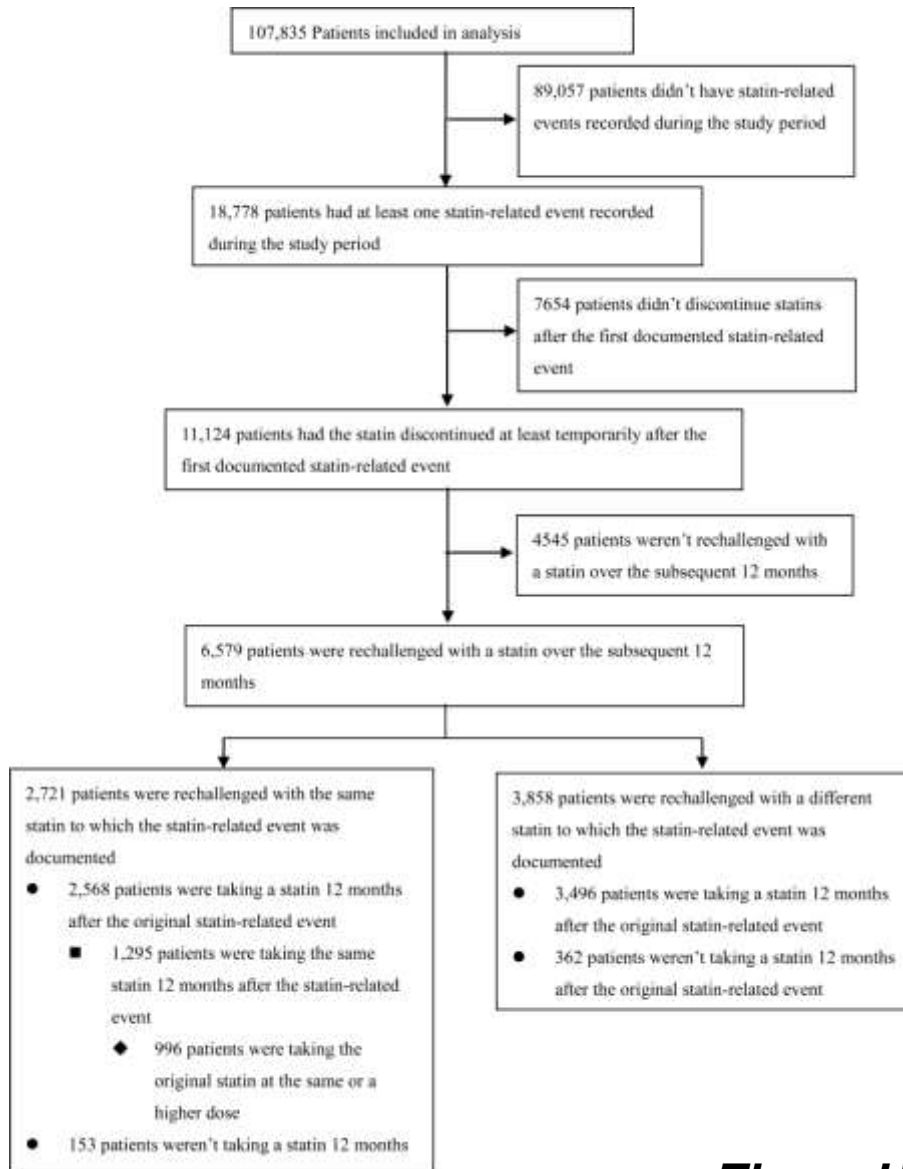 107,835 Patients included in analysis
89,057 patients didn't have statin-related
events recorded during the study period
18,778 patients had at least one statin-related event recorded
during the study period
7654 patients didn't discontinue statins
after the first documented statin-related
event
11,124 patients had the statin discontinued at least temporarily after the
first documented statin-related event
4545 patients weren't rechallenged with
a statin over the subsequent 12 months
6,579 patients were rechallenged with a statin over the subsequent 12
months
2,721 patients were rechallenged with the same
statin to which the statin-related event was
documented
● 2,568 patients were taking a statin 12 months
after the original statin-related event
■ 1,295 patients were taking the same
statin 12 months after the statin-related
event
◆ 996 patients were taking the
original statin at the same or a
higher dose
● 153 patients weren't taking a statin 12 months
3,858 patients were rechallenged with a different
statin to which the statin-related event was
documented
● 3,496 patients were taking a statin 12 months
after the original statin-related event
● 362 patients weren't taking a statin 12 months
after the original statin-related event